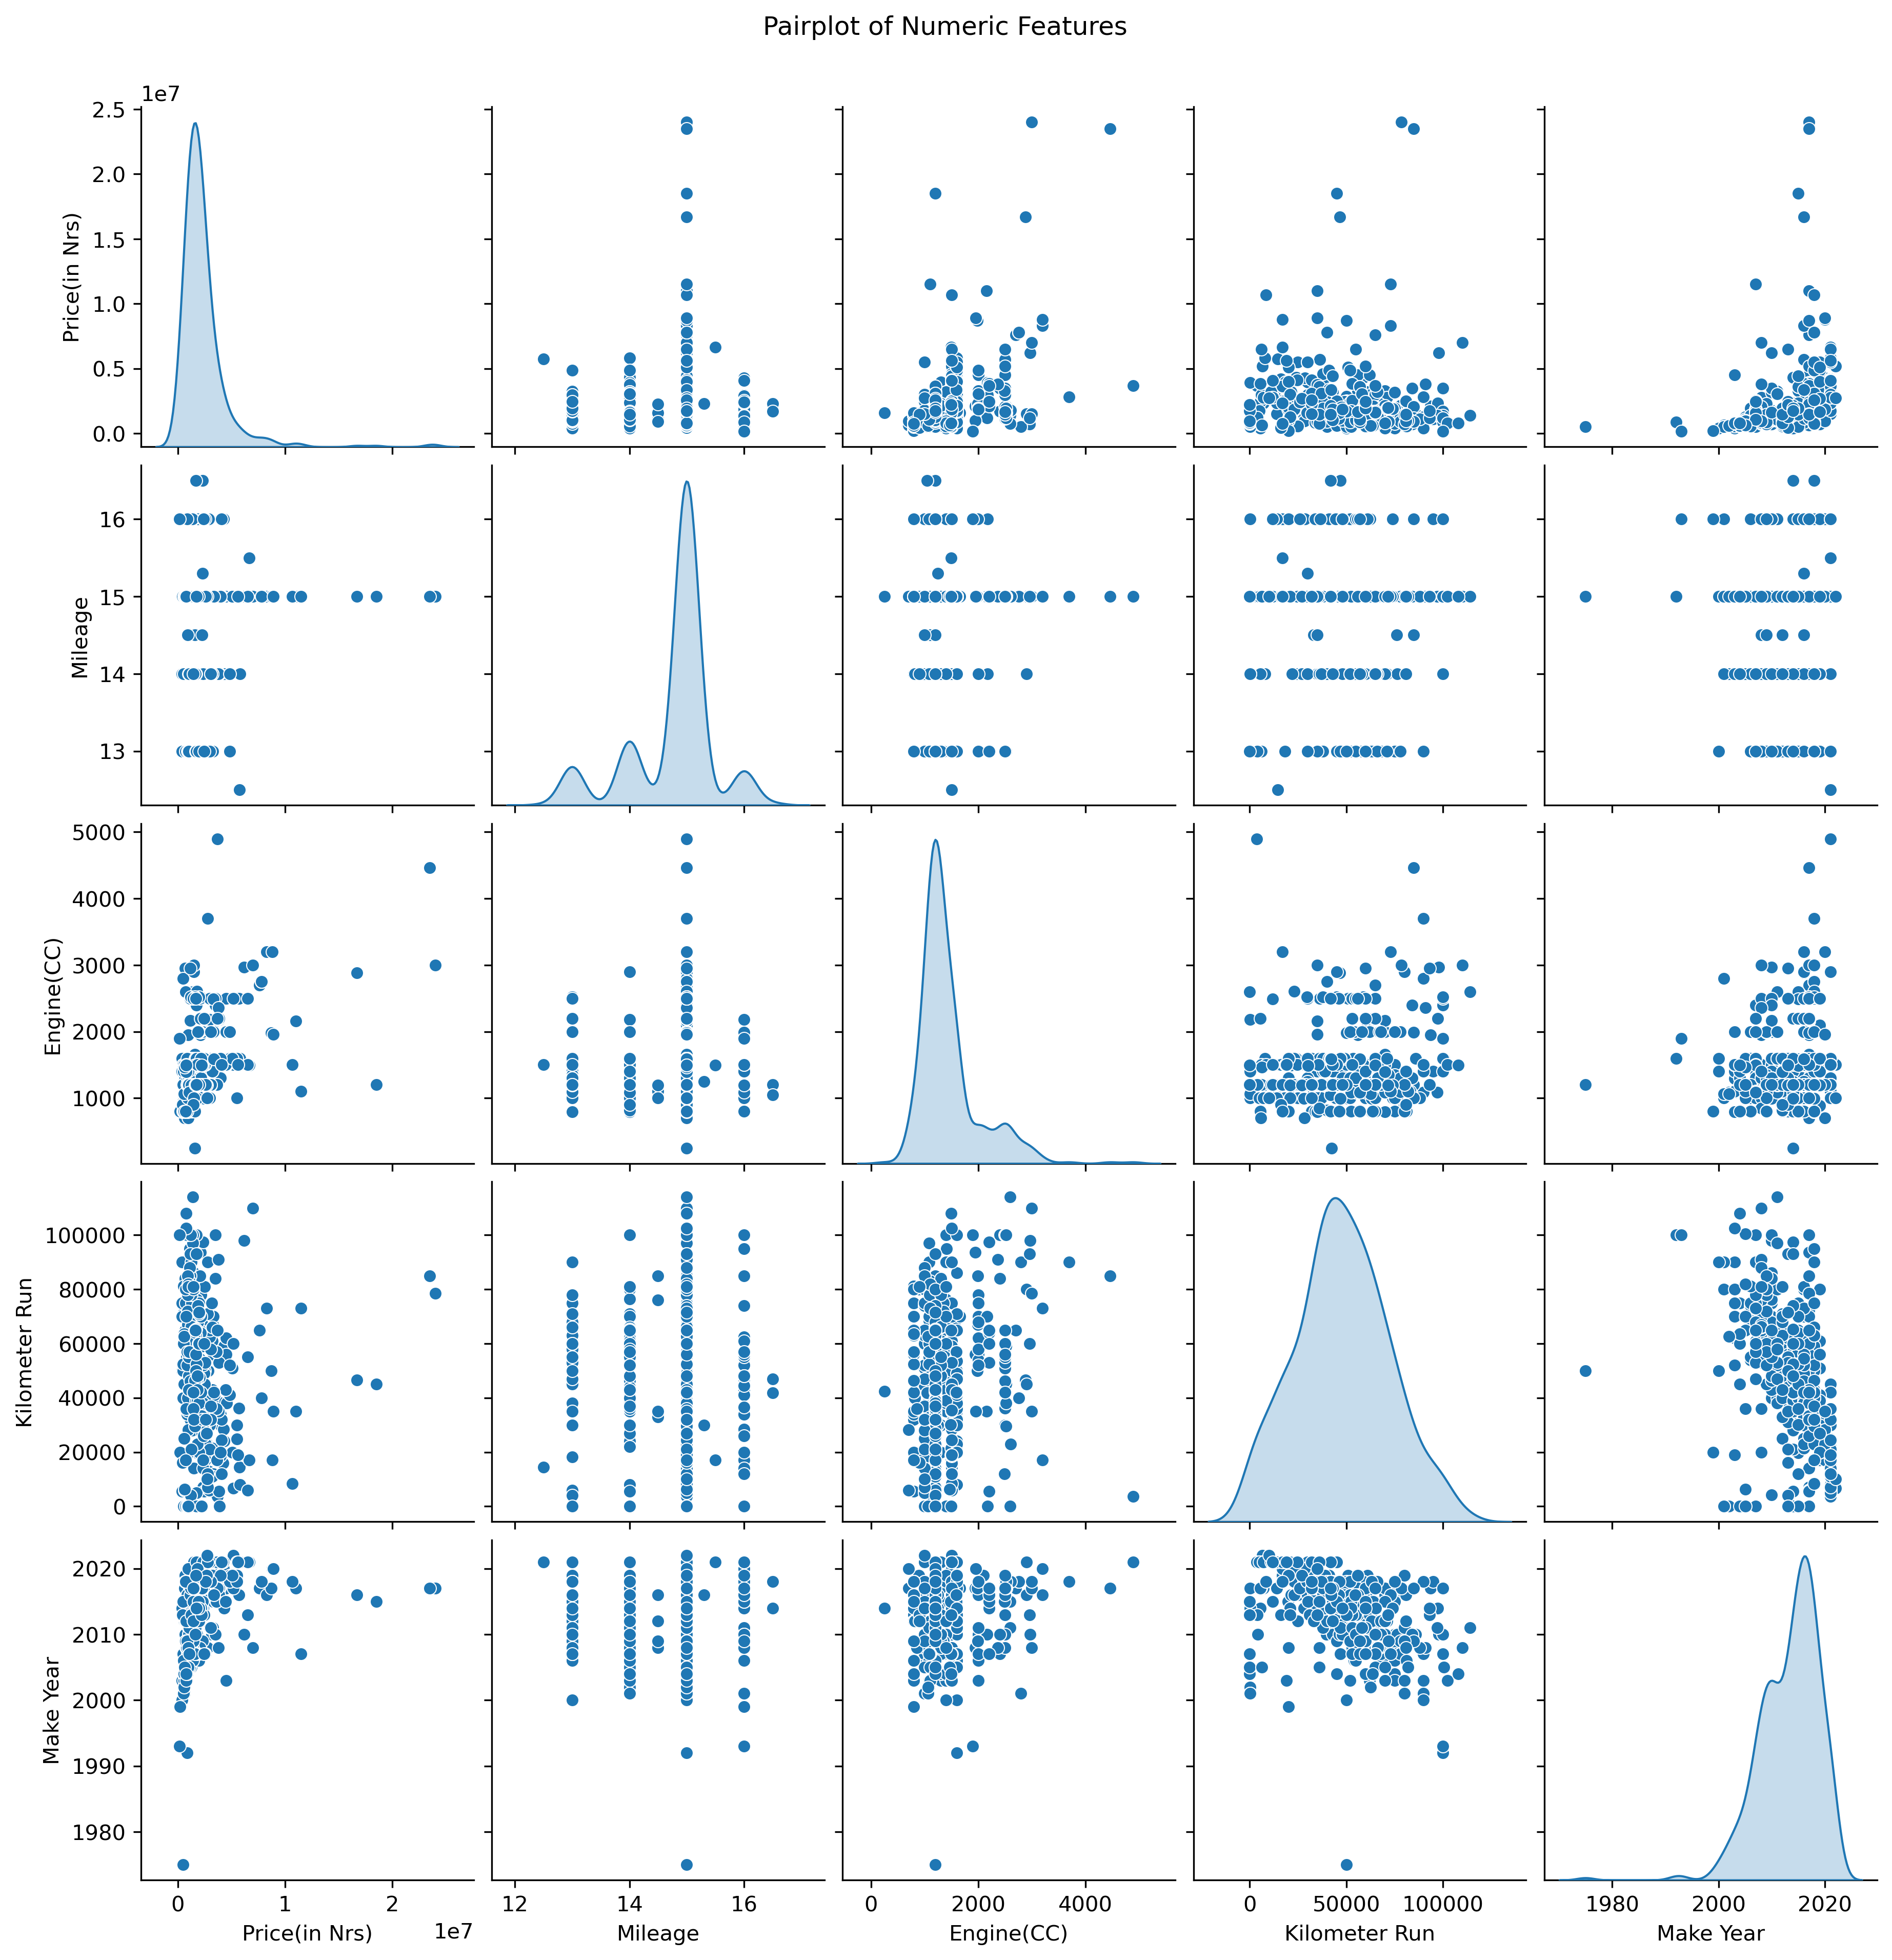 Pairplot of Numeric Features
1e7
2.5
2.0
1.5
1.0
0.5
0.0
Price(in Nrs)
16
15
14
13
Mileage
5000
4000
3000
2000
1000
Engine(CC)
100000
80000
60000
40000
20000
0
Kilometer Run
2020
2010
2000
1990
1980
Make Year
0 1 2
1e7
Price(in Nrs)
12 14 16
Mileage
0 2000 4000
Engine(CC)
0 50000 100000
Kilometer Run
1980 2000 2020
Make Year